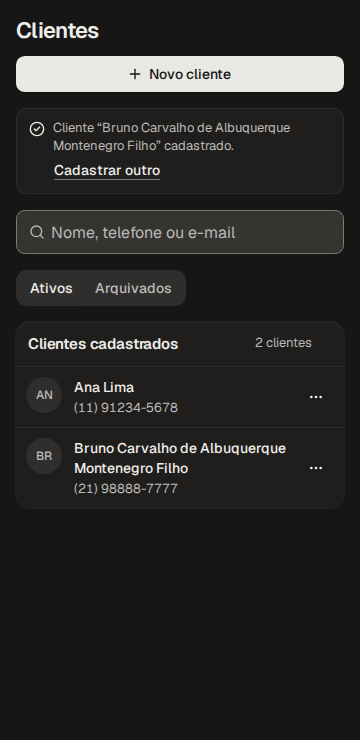 Clientes
Novo cliente
Cliente “Bruno Carvalho de Albuquerque
Montenegro Filho” cadastrado.
Cadastrar outro
Nome, telefone ou e-mail
Ativos
Arquivados
Clientes cadastrados
2 clientes
AN
Ana Lima
(11) 91234-5678
BR
Bruno Carvalho de Albuquerque
Montenegro Filho
(21) 98888-7777